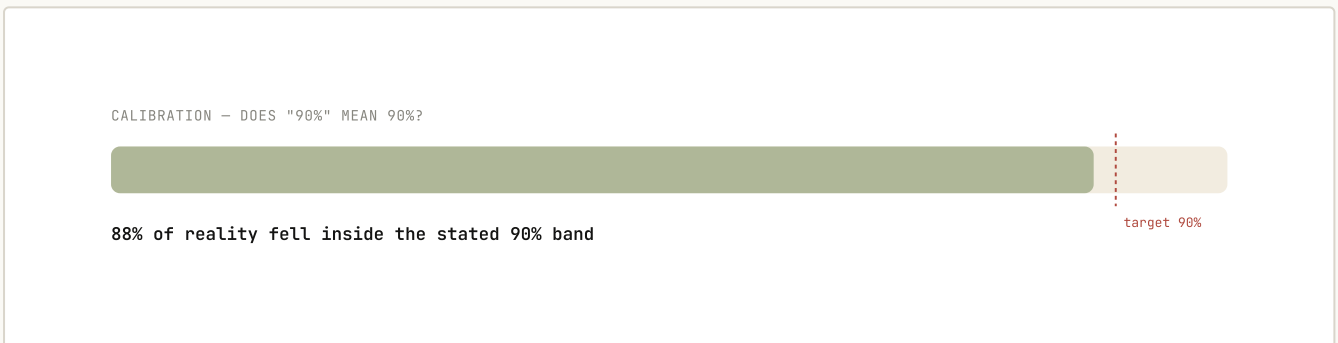 CALIBRATION — DOES "90%" MEAN 90%?
target 90%
88% of reality fell inside the stated 90% band